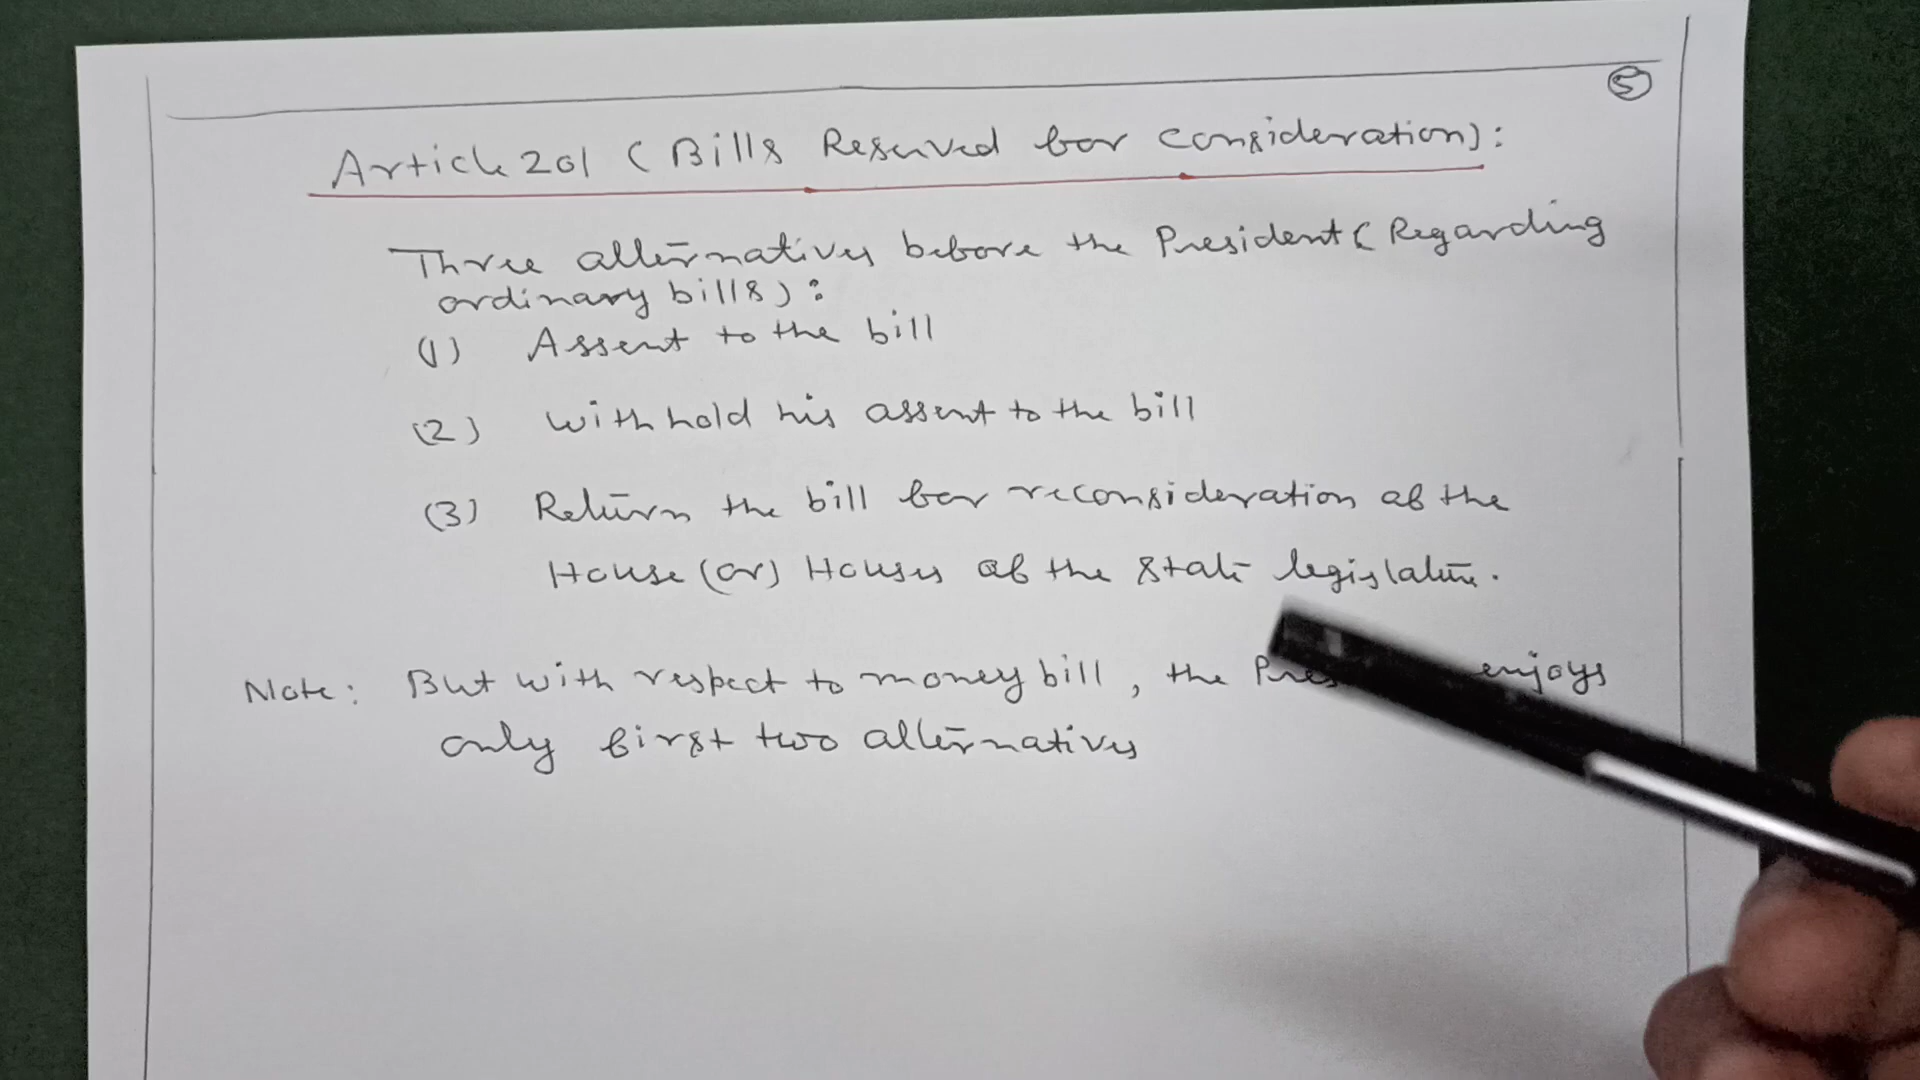 5
Article 201 (Bills Reserved for consideration):
Three alternatives before the President (Regarding
ordinary bills):
(1) Assent to the bill
(2) withhold his assent to the bill
(3) Return the bill for reconsideration of the
House (or) Houses of the state legislature.
Note: But with respect to money bill, the enjoys
only first two alternatives